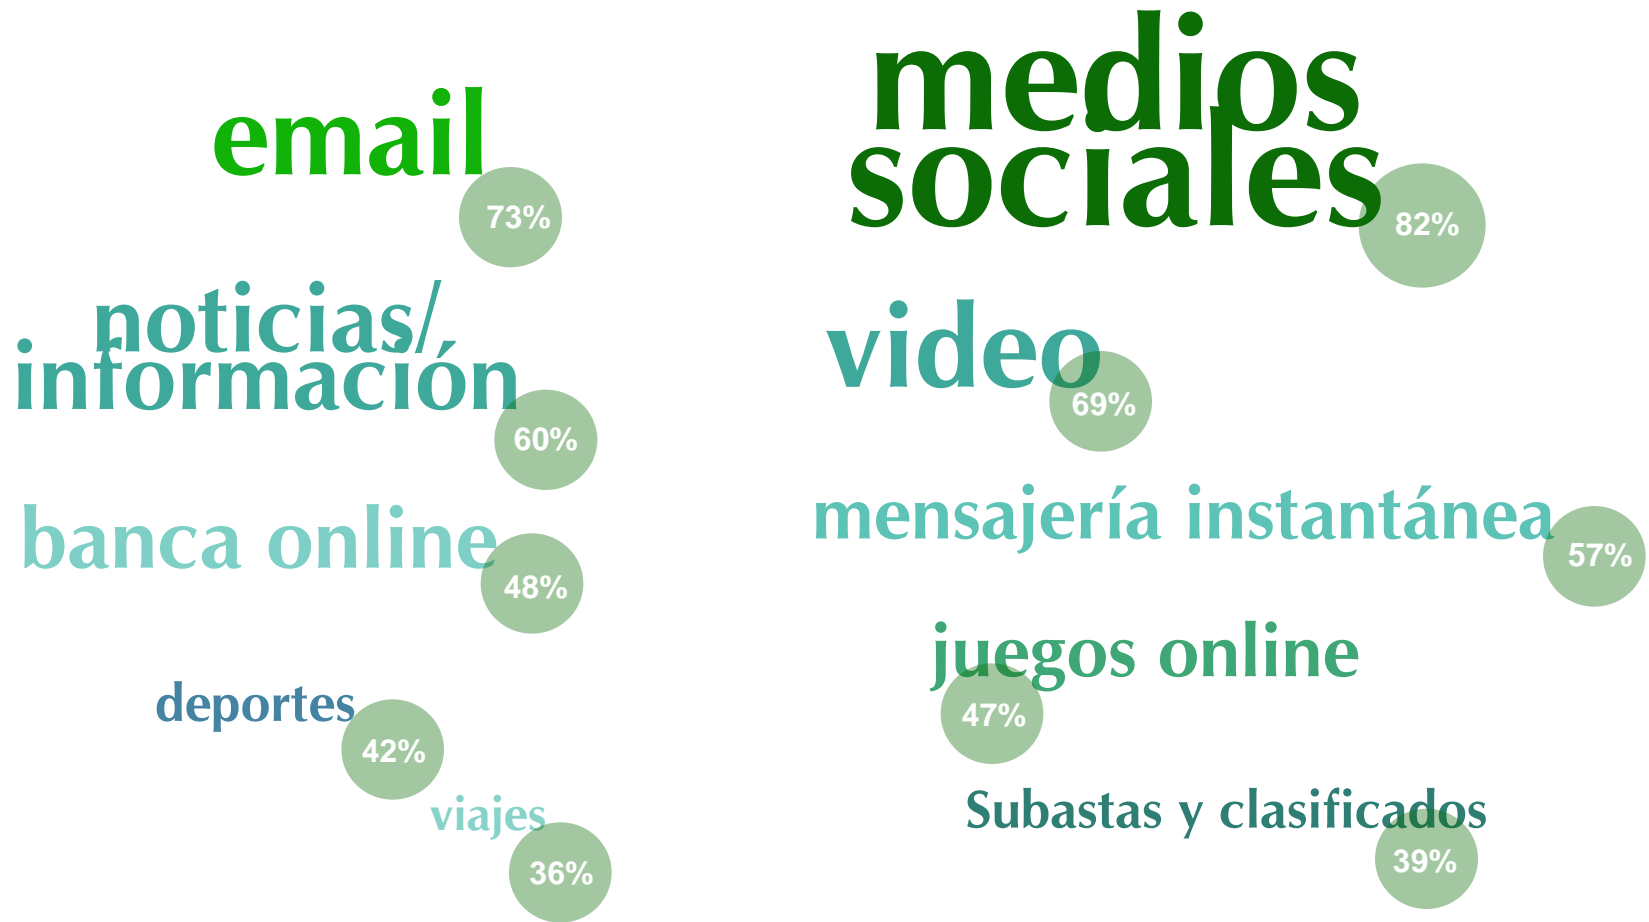 email
73%
noticias/
información
60%
banca online
48%
deportes
42%
viajes
36%
medios
sociales
82%
video
69%
mensajería instantánea
57%
juegos online
47%
Subastas y clasificados
39%